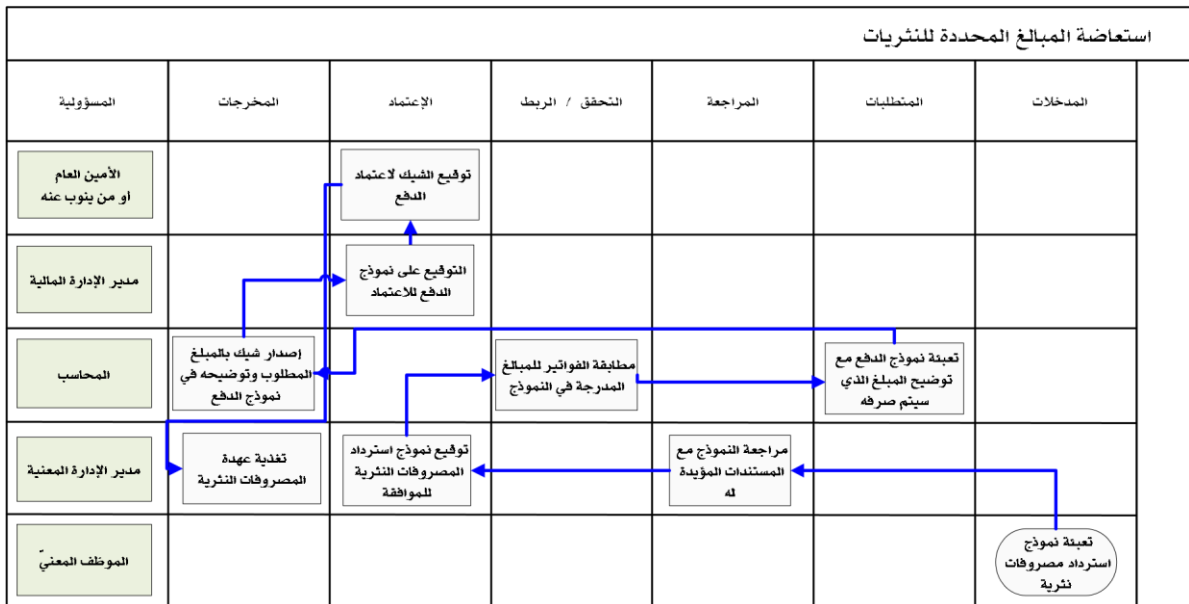 استعاضة المبالغ المحددة للنثريات
المدخلات
المتطلبات
المراجعة
التحقق / الربط
الإعتماد
المخرجات
المسؤولية
توقيع الشيك لاعتماد
الدفع
الأمين العام
أو من ينوب عنه
التوقيع على نموذج
الدفع للاعتماد
مدير الإدارة المالية
تعبئة نموذج الدفع مع
توضيح المبلغ الذي
سيتم صرفه
مطابقة الفواتير للمبالغ
المدرجة في النموذج
إصدار شيك بالمبلغ
المطلوب وتوضيحه في
نموذج الدفع
المحاسب
مراجعة النموذج مع
المستندات المؤيدة
له
توقيع نموذج استرداد
المصروفات النثرية
للموافقة
تغذية عهدة
المصروفات النثرية
مدير الإدارة المعنية
تعبئة نموذج
استرداد مصروفات
نثرية
الموظف المعنيّ